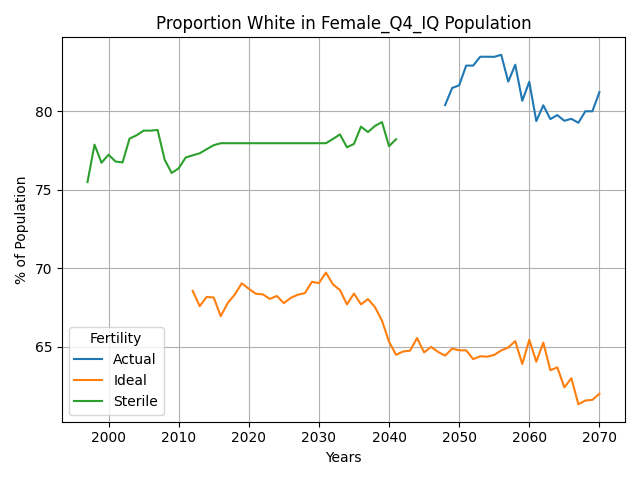 Proportion White in Female_Q4_IQ Population
% of Population
80
75
70
65
Fertility
Actual
Ideal
Sterile
2000
2010
2020
2030
2040
2050
2060
2070
Years